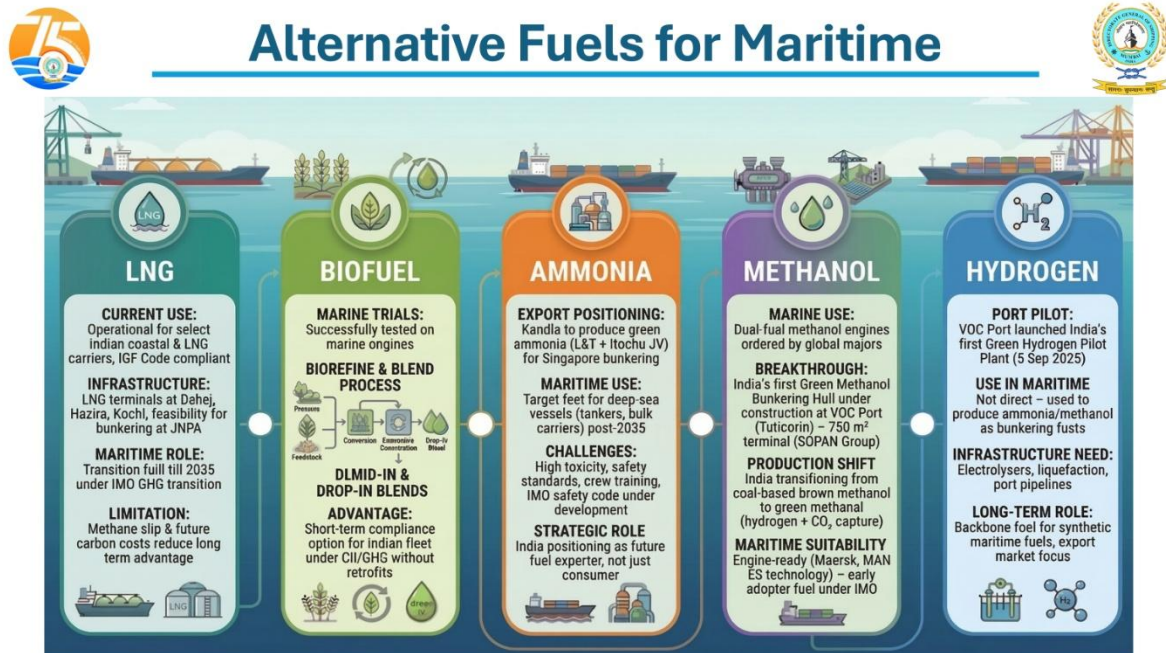 75
Alternative Fuels for Maritime
LNG
LNG
CURRENT USE:
Operational for select
indian coastal & LNG
carriers, IGF Code compliant
INFRASTRUCTURE:
LNG terminals at Dahej,
Hazira, Kochl, feasibility for
bunkering at JNPA
MARITIME ROLE:
Transition fuill till 2035
under IMO GHG transition
LIMITATION:
Methane slip & future
carbon costs reduce long
term advantage
LNG
BIOFUEL
MARINE TRIALS:
Successfully tested on
marine ongines
BIOREFINE & BLEND
PROCESS
Feedstock
Conversion
DLMID-IN &
DROP-IN BLENDS
ADVANTAGE:
Short-term compliance
option for indian fleet
under CII/GHG without
retrofits
AMMONIA
EXPORT POSITIONING:
Kandla to produce green
ammonia (L&T + Itochu JV)
for Singapore bunkering
MARITIME USE:
Target feet for deep-sea
vessels (tankers, bulk
carriers) post-2035
CHALLENGES:
High toxicity, safety
standards, crew training,
IMO safety code under
development
STRATEGIC ROLE
India positioning as future
fuel experter, not just
consumer
METHANOL
MARINE USE:
Dual-fual methanol engines
ordered by global majors
BREAKTHROUGH:
India's first Green Methanol
Bunkering Hull under
construction at VOC Port
(Tuticorin) – 750 m²
terminal (SOPAN Group)
PRODUCTION SHIFT
India transifioning from
coal-based brown methanol
to green methanal
(hydrogen + CO₂ capture)
MARITIME SUITABILITY
Engine-ready (Maersk, MAN
ES technology) – early
adopter fuel under IMO
H₂
HYDROGEN
PORT PILOT:
VOC Port launched India's
first Green Hydrogen Pilot
Plant (5 Sep 2025)
USE IN MARITIME
Not direct – used to
produce ammonia/methanol
as bunkering fusts
INFRASTRUCTURE NEED:
Electrolysers, liquefaction,
port pipelines
LONG-TERM ROLE:
Backbone foel for synthetic
maritime fuels, export
market focus
H₂